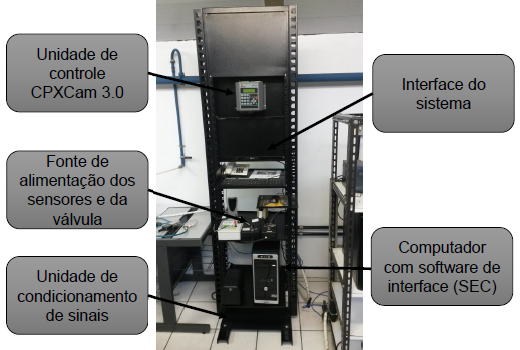 Unidade de
controle
CPXCam 3.0
Interface do
sistema
Fonte de
alimentação dos
sensores e da
válvula
Computador
com software de
interface (SEC)
Unidade de
condicionamento
de sinais